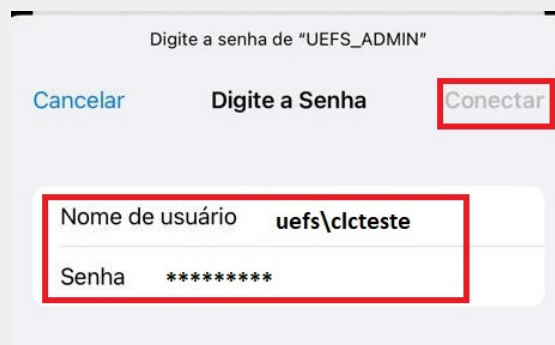 Digite a senha de “UEFS_ADMIN”
Cancelar Digite a Senha Conectar
Nome de usuário uefs\clcteste
Senha *********